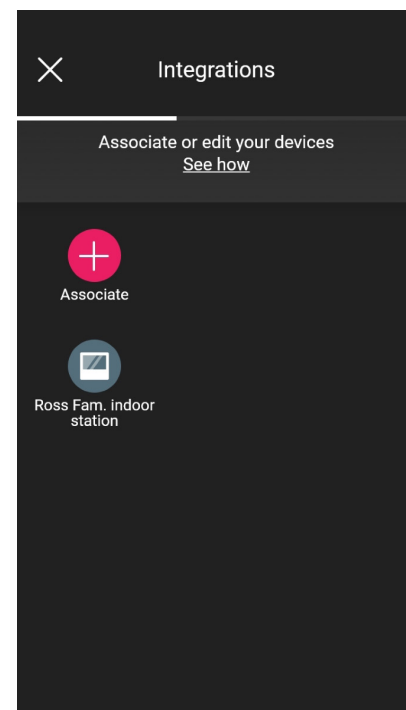 Integrations
Associate or edit your devices
See how
Associate
Ross Fam. indoor
station